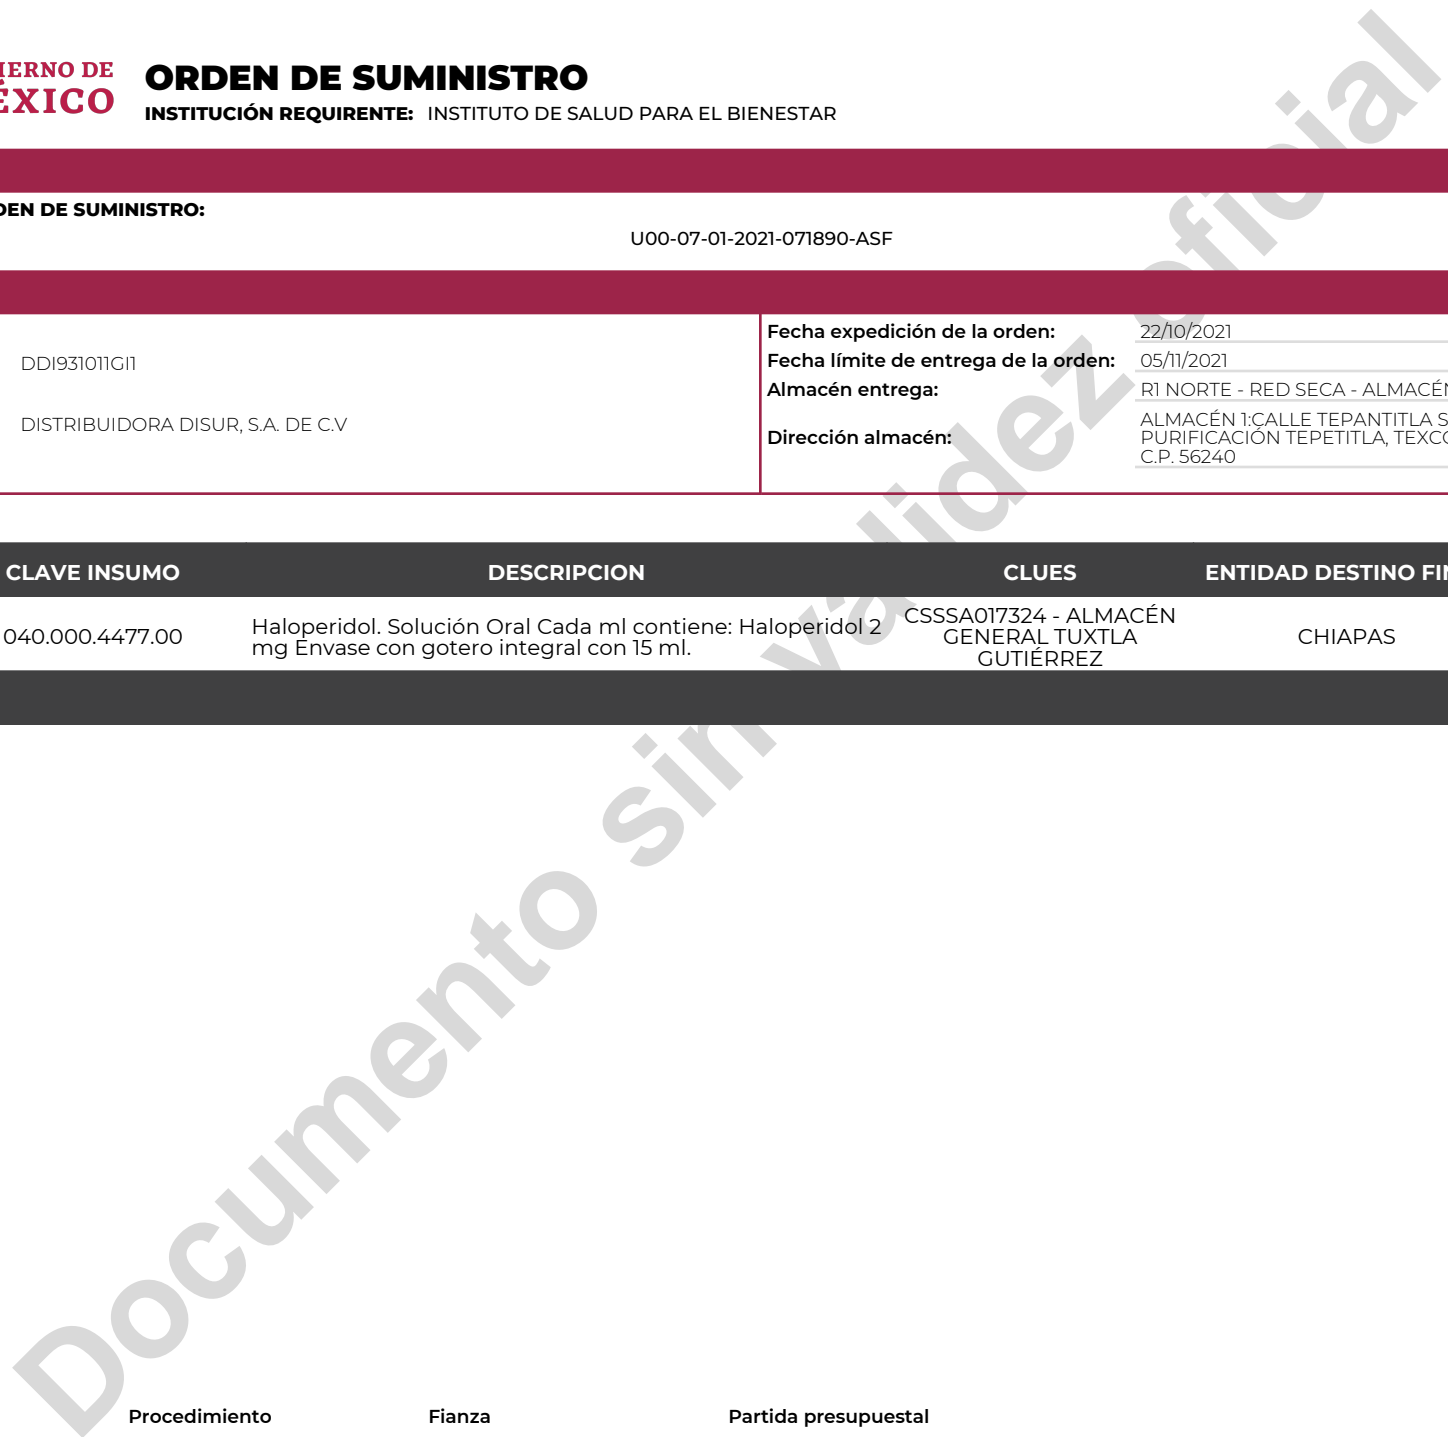 IERNO DE
ÉXICO
ORDEN DE SUMINISTRO
INSTITUCIÓN REQUIRENTE: INSTITUTO DE SALUD PARA EL BIENESTAR
DEN DE SUMINISTRO:
U00-07-01-2021-071890-ASF
DDI931011GI1
DISTRIBUIDORA DISUR, S.A. DE C.V
Fecha expedición de la orden: 22/10/2021
Fecha límite de entrega de la orden: 05/11/2021
Almacén entrega: R1 NORTE - RED SECA - ALMACÉN
Dirección almacén:
ALMACÉN 1:CALLE TEPANTITLA S
PURIFICACIÓN TEPETITLA, TEXCO
C.P. 56240
CLAVE INSUMO DESCRIPCION CLUES ENTIDAD DESTINO FIN
040.000.4477.00
Haloperidol. Solución Oral Cada ml contiene: Haloperidol 2
mg Envase con gotero integral con 15 ml.
CSSSA017324 - ALMACÉN
GENERAL TUXTLA
GUTIÉRREZ
CHIAPAS
Documento sin validez oficial
Procedimiento Fianza Partida presupuestal